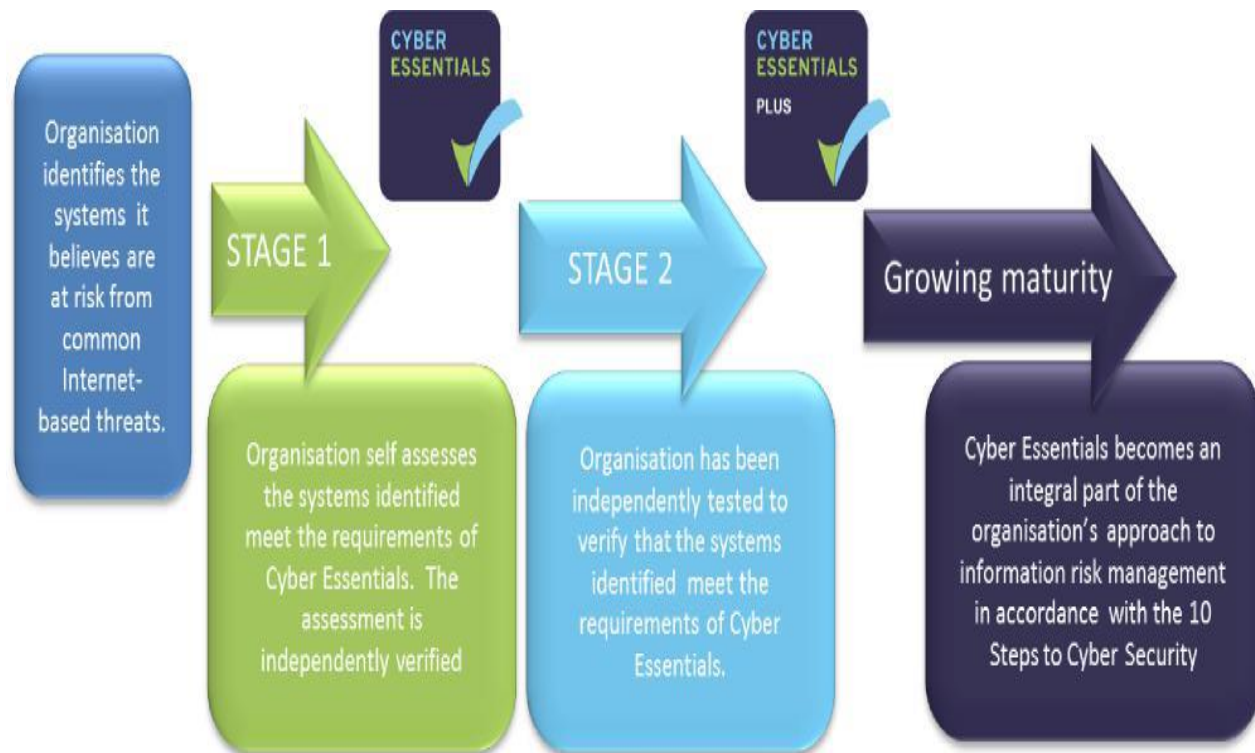 Organisation
identifies the
systems it
believes are
at risk from
common
Internet-
based threats.
STAGE 1
Organisation self assesses
the systems identified
meet the requirements of
Cyber Essentials. The
assessment is
independently verified
CYBER
ESSENTIALS
STAGE 2
Organisation has been
independently tested to
verify that the systems
identified meet the
requirements of Cyber
Essentials.
CYBER
ESSENTIALS
PLUS
Growing maturity
Cyber Essentials becomes an
integral part of the
organisation's approach to
information risk management
in accordance with the 10
Steps to Cyber Security